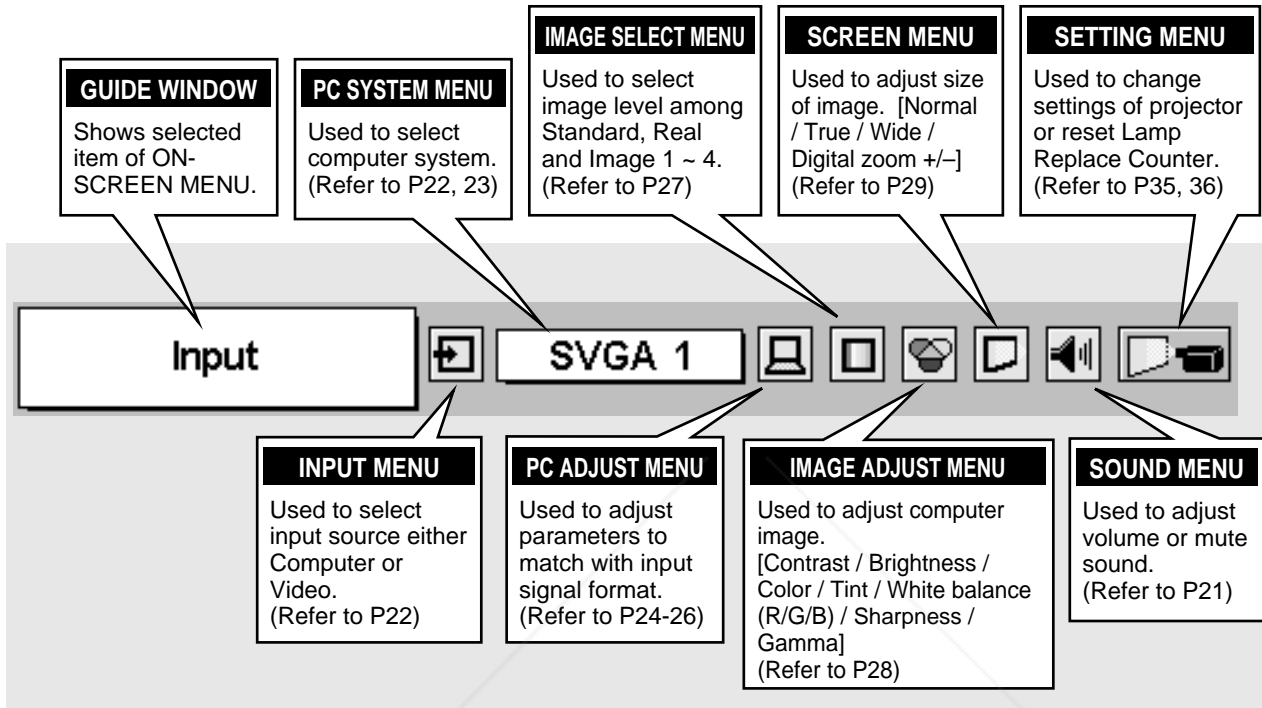 GUIDE WINDOW
Shows selected
item of ON-
SCREEN MENU.
PC SYSTEM MENU
Used to select
computer system.
(Refer to P22, 23)
IMAGE SELECT MENU
Used to select
image level among
Standard, Real
and Image 1 ~ 4.
(Refer to P27)
SCREEN MENU
Used to adjust size
of image.  [Normal
/ True / Wide /
Digital zoom +/–]
(Refer to P29)
SETTING MENU
Used to change
settings of projector
or reset Lamp
Replace Counter.
(Refer to P35, 36)
Input
SVGA 1
INPUT MENU
Used to select
input source either
Computer or
Video.
(Refer to P22)
PC ADJUST MENU
Used to adjust
parameters to
match with input
signal format.
(Refer to P24-26)
IMAGE ADJUST MENU
Used to adjust computer
image.
[Contrast / Brightness /
Color / Tint / White balance
(R/G/B) / Sharpness /
Gamma]
(Refer to P28)
SOUND MENU
Used to adjust
volume or mute
sound.
(Refer to P21)